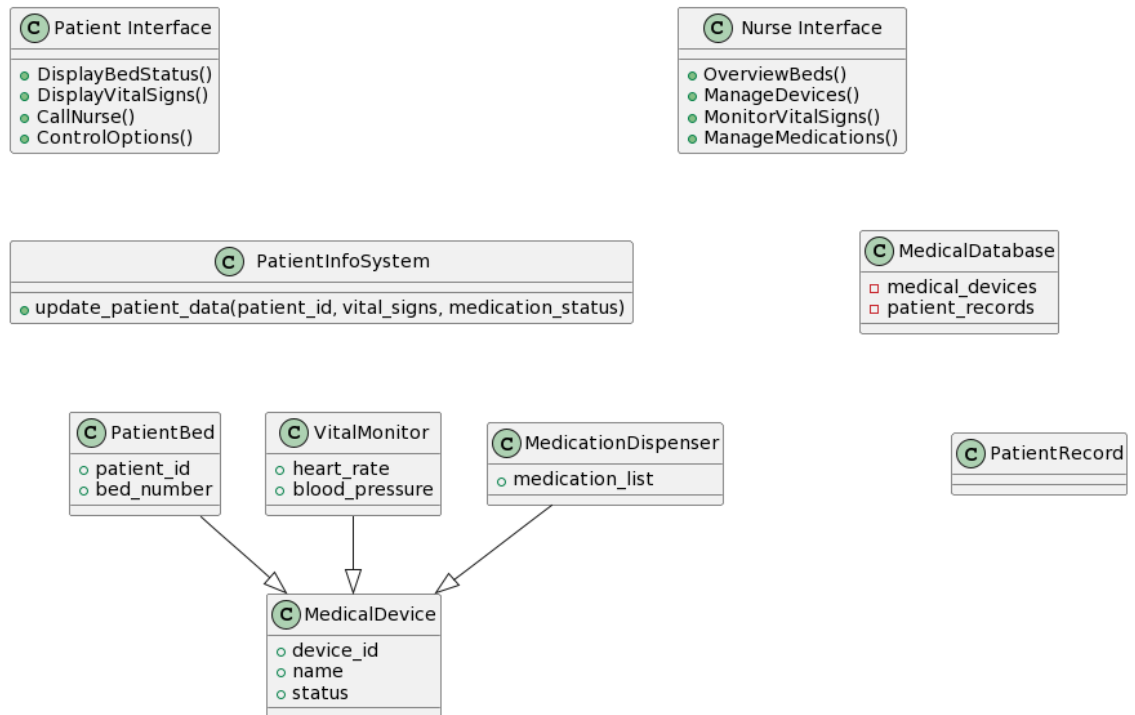 C Patient Interface
DisplayBedStatus()
DisplayVitalSigns()
CallNurse()
ControlOptions()
C Nurse Interface
OverviewBeds()
ManageDevices()
MonitorVitalSigns()
ManageMedications()
C PatientInfoSystem
update_patient_data(patient_id, vital_signs, medication_status)
C MedicalDatabase
medical_devices
patient_records
C PatientBed
patient_id
bed_number
C VitalMonitor
heart_rate
blood_pressure
C MedicationDispenser
medication_list
C PatientRecord
C MedicalDevice
device_id
name
status